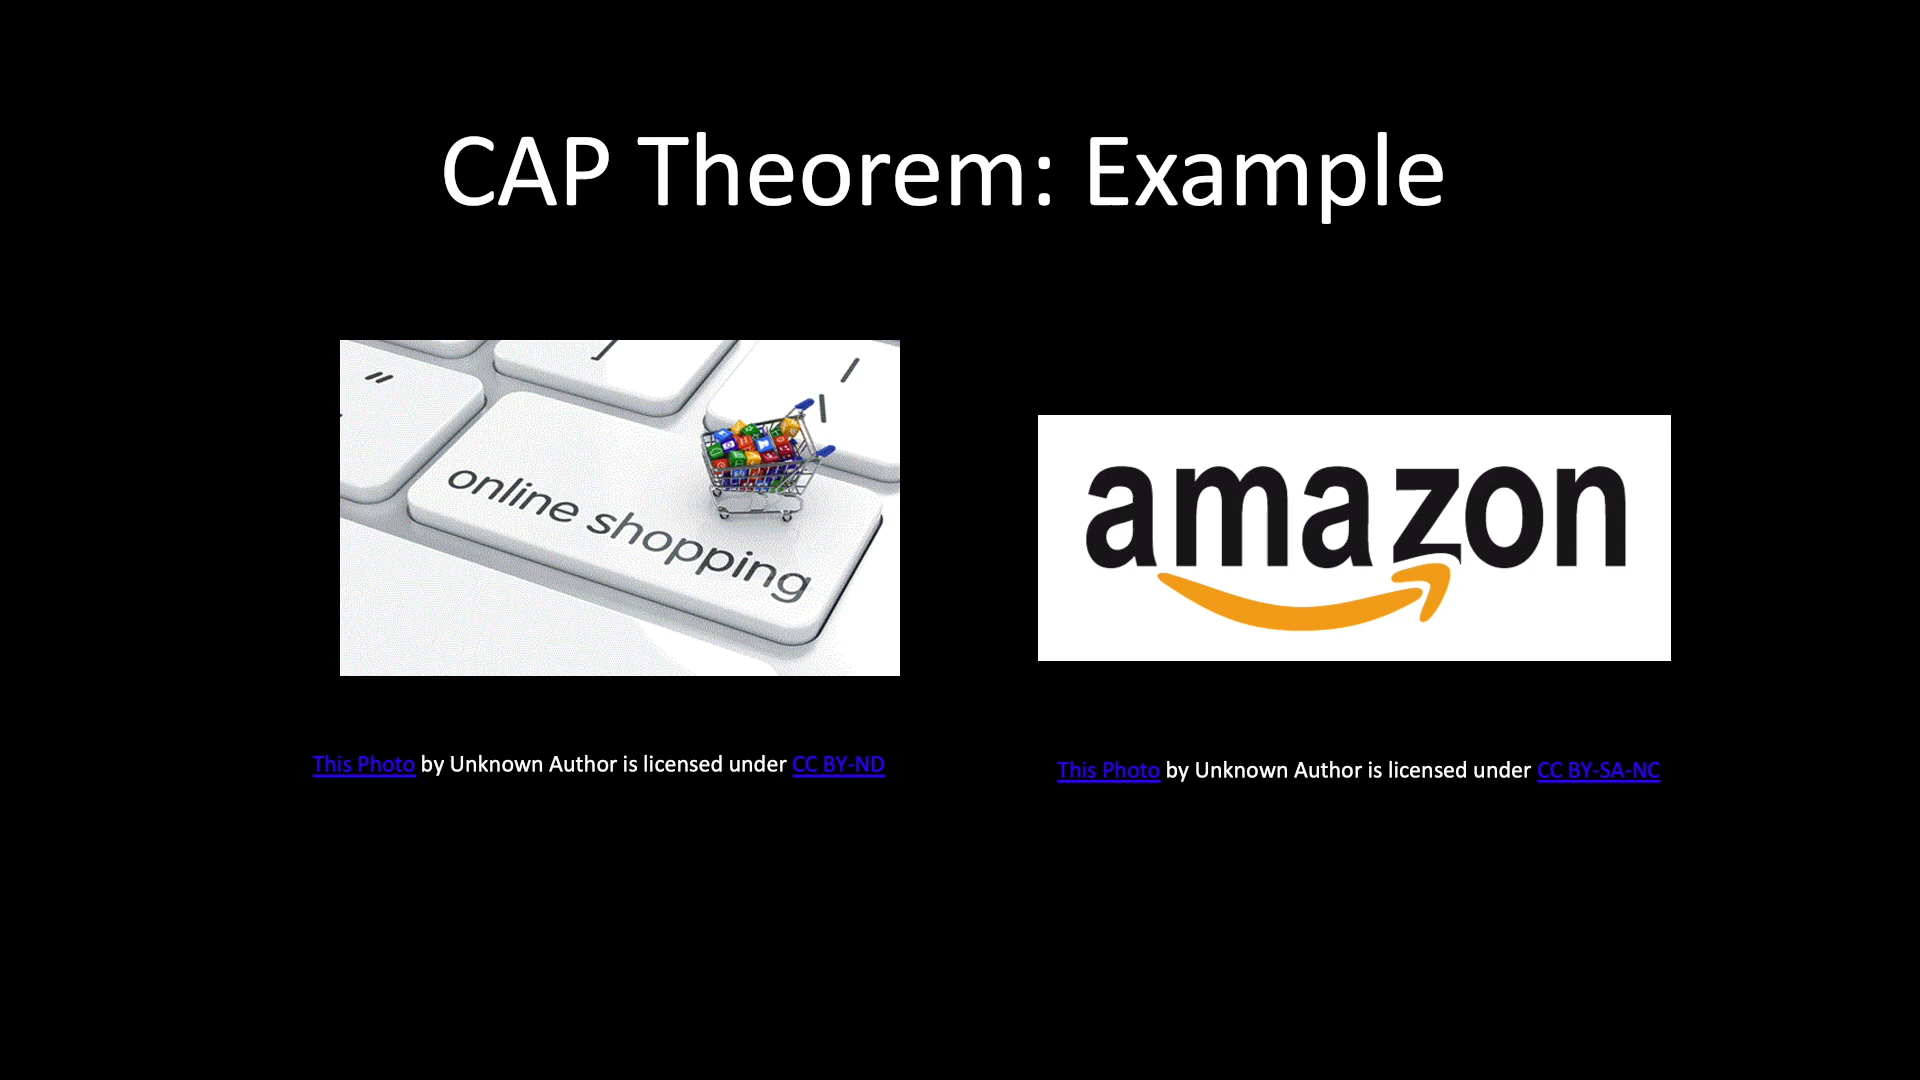 CAP Theorem: Example
online shopping
amazon
This Photo by Unknown Author is licensed under CC BY-ND
This Photo by Unknown Author is licensed under CC BY-SA-NC